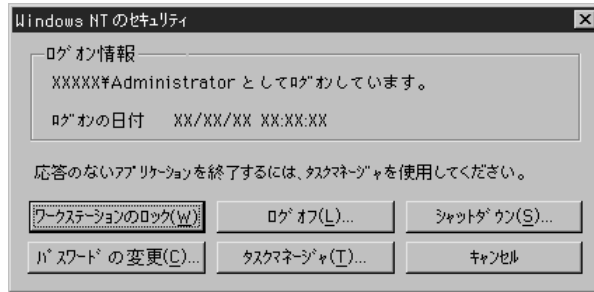 Windows NT のｾｷｭﾘﾃｨ
ﾛｸﾞｵﾝ情報
XXXXX¥Administrator としてﾛｸﾞｵﾝしています。
ﾛｸﾞｵﾝの日付 XX/XX/XX XX:XX:XX
応答のないｱﾌﾟﾘｹｰｼｮﾝを終了するには、ﾀｽｸﾏﾈｰｼﾞｬを使用してください。
ﾜｰｸｽﾃｰｼｮﾝのﾛｯｸ(W) ﾛｸﾞｵﾌ(L)... ｼｬｯﾄﾀﾞｳﾝ(S)...
ﾊﾟｽﾜｰﾄﾞの変更(C)... ﾀｽｸﾏﾈｰｼﾞｬ(T)... ｷｬﾝｾﾙ